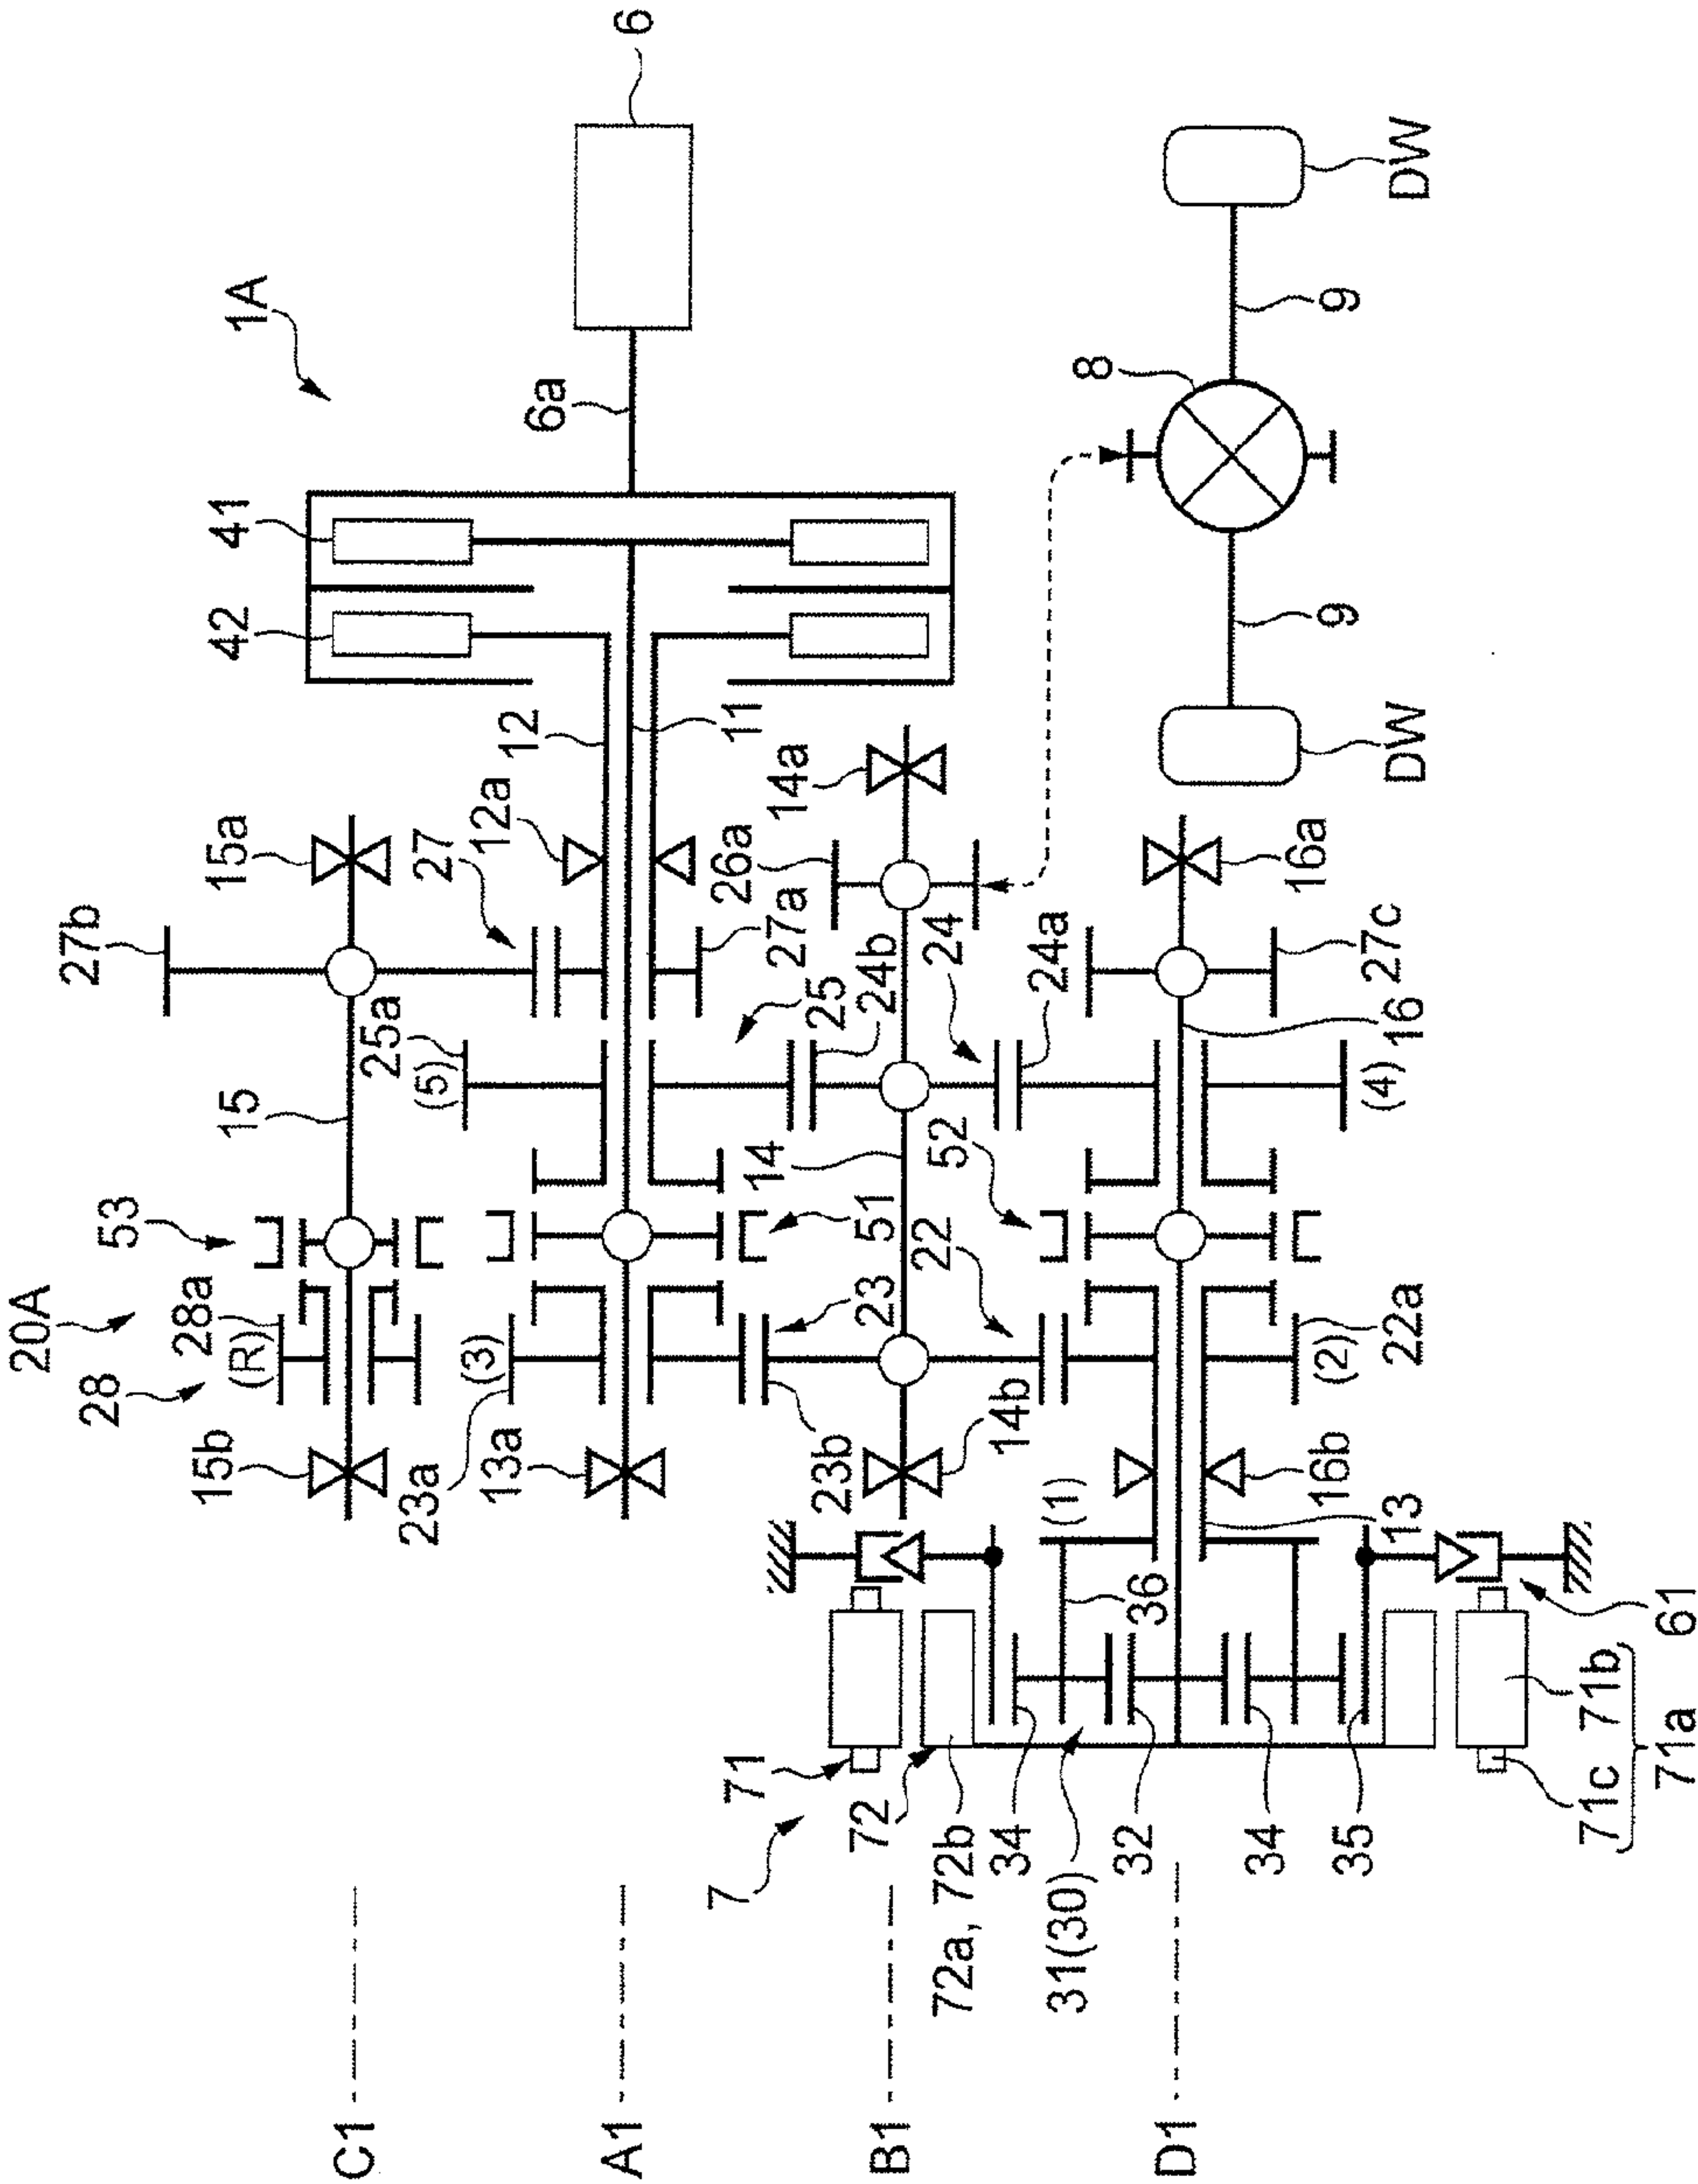 6
1A
6a
8
9
9
DW
DW
41
42
12
11
12a
14a
26a
15a
27
27b
27a
24
24b
25
25a
(5)
24a
27c
16
16a
(4)
15
14
52
51
53
20A
28a
(R)
28
22
23
(3)
(2)
22a
15b
23a
13a
23b
14b
16b
(1)
13
36
61
71b
71c
71a
71
7
72
72a, 72b
34
31(30)
32
34
35
C1
A1
B1
D1